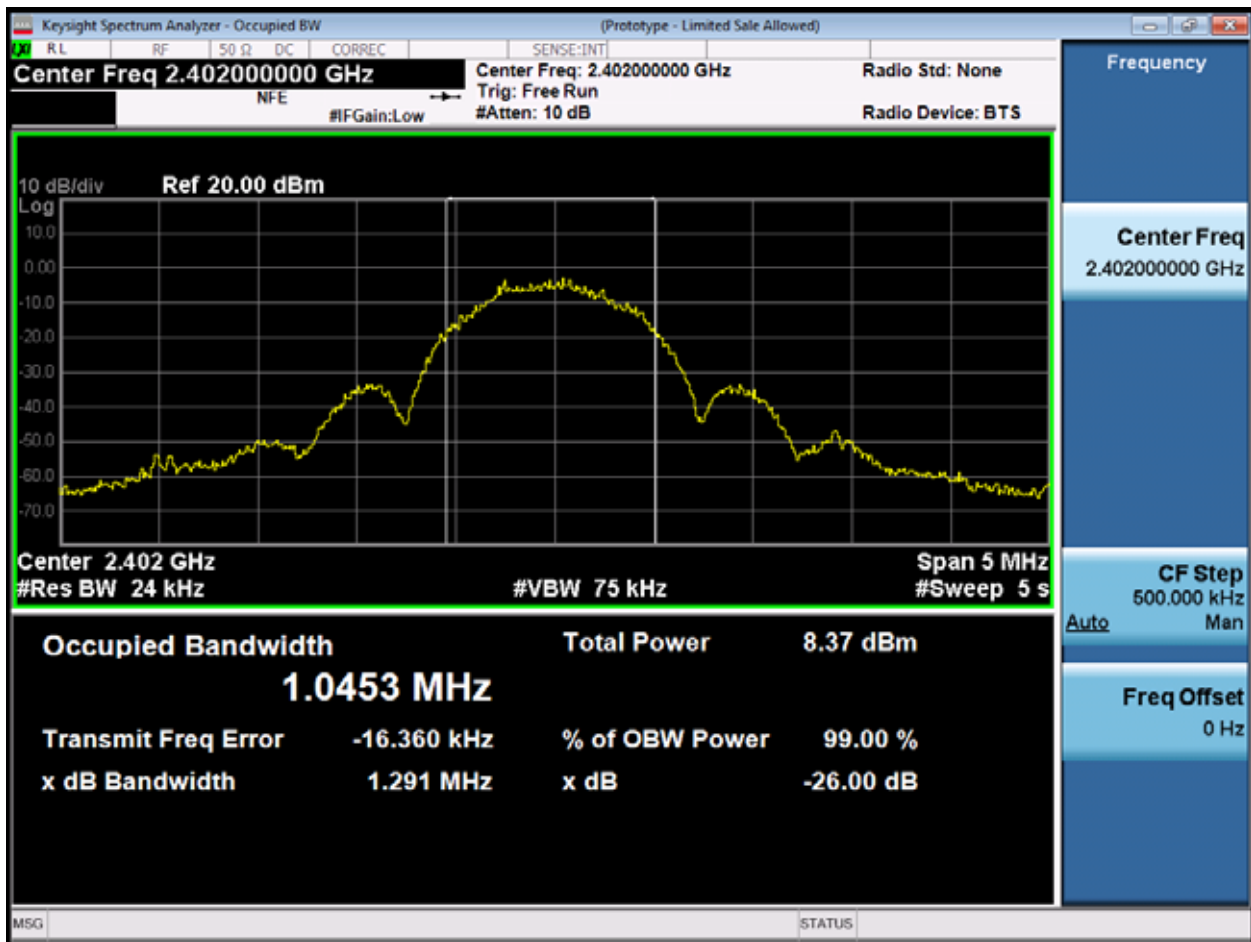 Keysight Spectrum Analyzer - Occupied BW (Prototype - Limited Sale Allowed)
RL RF 50 Ω DC CORREC SENSE:INT
Center Freq 2.402000000 GHz
NFE
#IFGain:Low
Center Freq: 2.402000000 GHz
Trig: Free Run
#Atten: 10 dB
Radio Std: None
Radio Device: BTS
10 dB/div Ref 20.00 dBm
Log
10.0
0.00
-10.0
-20.0
-30.0
-40.0
-50.0
-60.0
-70.0
Center 2.402 GHz Span 5 MHz
#Res BW 24 kHz #VBW 75 kHz #Sweep 5 s
Occupied Bandwidth Total Power 8.37 dBm
1.0453 MHz
Transmit Freq Error -16.360 kHz % of OBW Power 99.00 %
x dB Bandwidth 1.291 MHz x dB -26.00 dB
MSG STATUS
Frequency
Center Freq
2.402000000 GHz
CF Step
500.000 kHz
Auto Man
Freq Offset
0 Hz